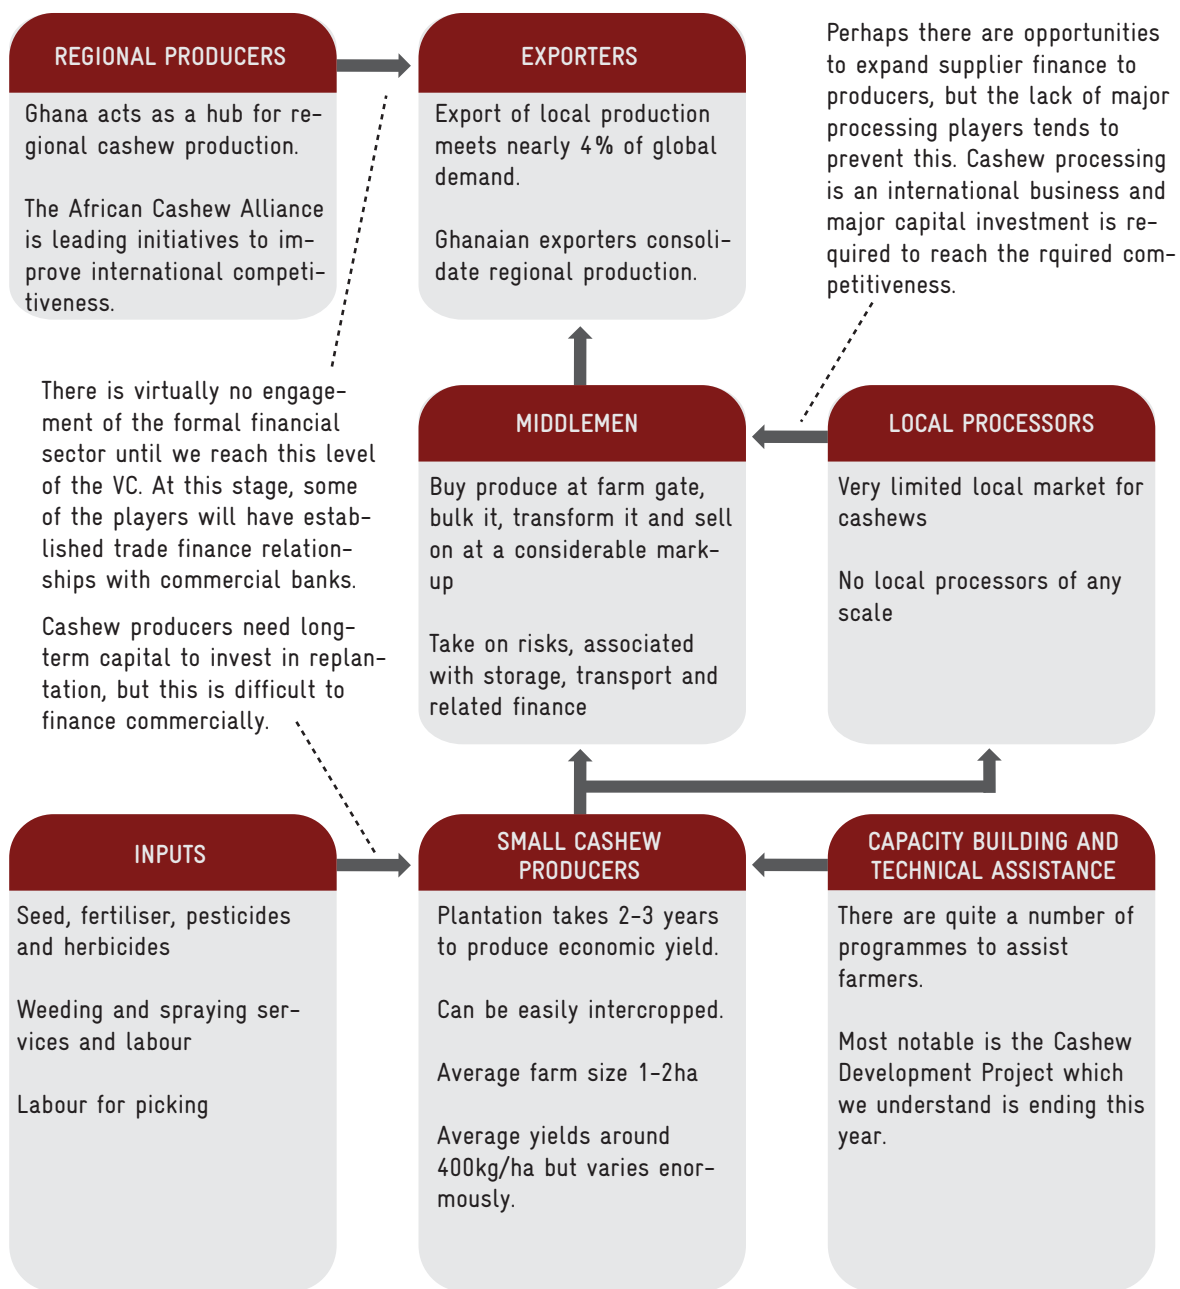 REGIONAL PRODUCERS
Ghana acts as a hub for re-
gional cashew production.
The African Cashew Alliance
is leading initiatives to im-
prove international competi-
tiveness.
EXPORTERS
Export of local production
meets nearly 4% of global
demand.
Ghanaian exporters consoli-
date regional production.
Perhaps there are opportunities
to expand supplier finance to
producers, but the lack of major
processing players tends to
prevent this. Cashew processing
is an international business and
major capital investment is re-
quired to reach the rquired com-
petitiveness.
There is virtually no engage-
ment of the formal financial
sector until we reach this level
of the VC. At this stage, some
of the players will have estab-
lished trade finance relation-
ships with commercial banks.
Cashew producers need long-
term capital to invest in replan-
tation, but this is difficult to
finance commercially.
MIDDLEMEN
Buy produce at farm gate,
bulk it, transform it and sell
on at a considerable mark-
up
Take on risks, associated
with storage, transport and
related finance
LOCAL PROCESSORS
Very limited local market for
cashews
No local processors of any
scale
INPUTS
Seed, fertiliser, pesticides
and herbicides
Weeding and spraying ser-
vices and labour
Labour for picking
SMALL CASHEW
PRODUCERS
Plantation takes 2-3 years
to produce economic yield.
Can be easily intercropped.
Average farm size 1-2ha
Average yields around
400kg/ha but varies enor-
mously.
CAPACITY BUILDING AND
TECHNICAL ASSISTANCE
There are quite a number of
programmes to assist
farmers.
Most notable is the Cashew
Development Project which
we understand is ending this
year.